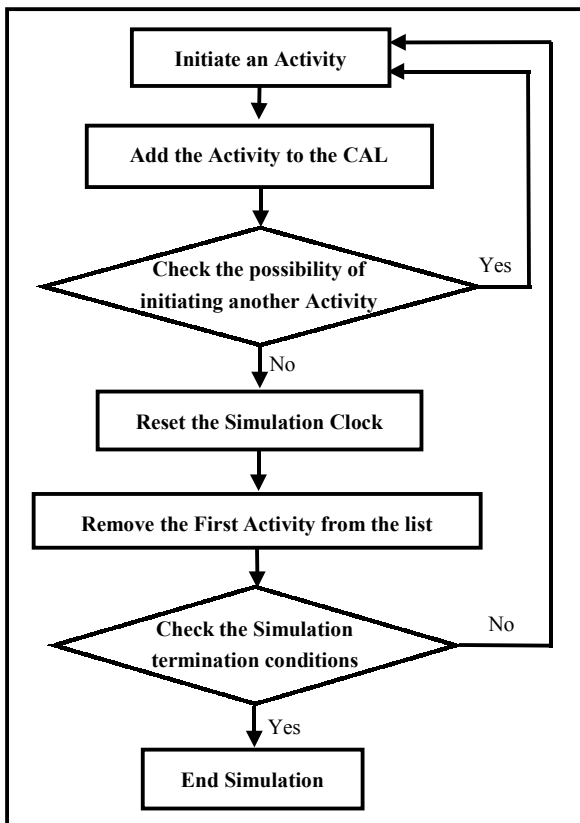 Initiate an Activity
Add the Activity to the CAL
Check the possibility of
initiating another Activity
Yes
No
Reset the Simulation Clock
Remove the First Activity from the list
Check the Simulation
termination conditions
No
Yes
End Simulation